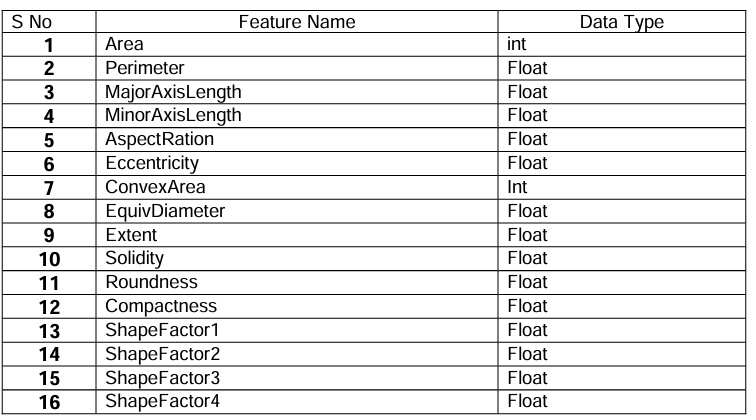 S No Feature Name Data Type
1 Area int
2 Perimeter Float
3 MajorAxisLength Float
4 MinorAxisLength Float
5 AspectRation Float
6 Eccentricity Float
7 ConvexArea Int
8 EquivDiameter Float
9 Extent Float
10 Solidity Float
11 Roundness Float
12 Compactness Float
13 ShapeFactor1 Float
14 ShapeFactor2 Float
15 ShapeFactor3 Float
16 ShapeFactor4 Float